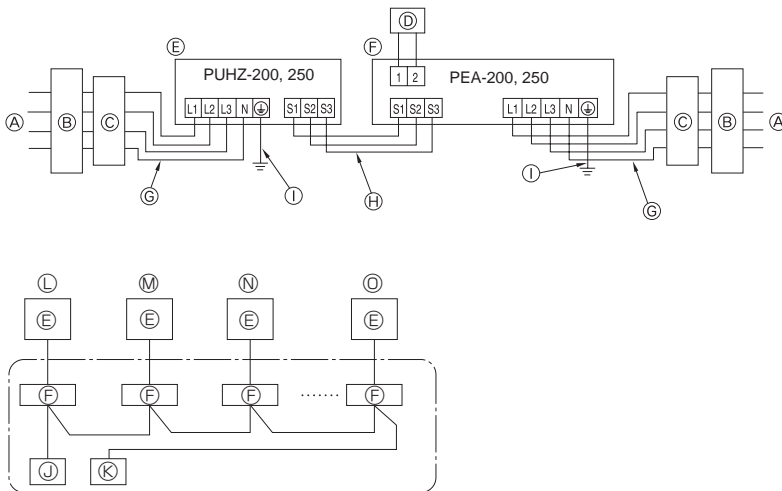 Ⓓ
Ⓔ Ⓕ
PUHZ-200, 250 1 2 PEA-200, 250
L1 L2 L3 N ⏚ S1 S2 S3 S1 S2 S3 L1 L2 L3 N ⏚
Ⓐ Ⓑ Ⓒ Ⓒ Ⓑ Ⓐ
Ⓖ Ⓘ Ⓗ Ⓘ Ⓖ
Ⓛ Ⓜ Ⓝ Ⓞ
Ⓔ Ⓔ Ⓔ Ⓔ
Ⓕ Ⓕ Ⓕ ....... Ⓕ
Ⓙ Ⓚ